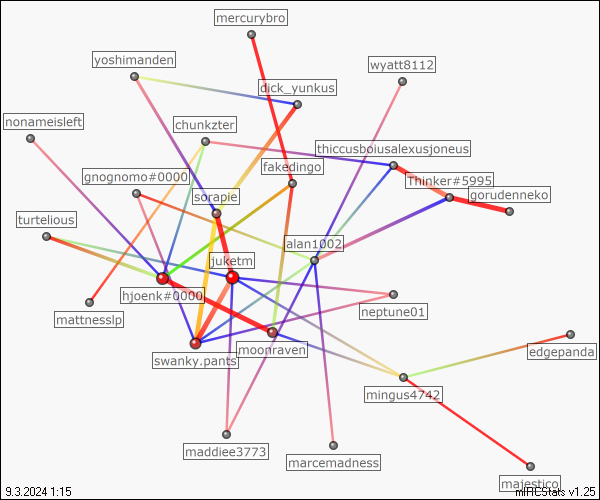 mercurybro
yoshimanden
wyatt8112
dick_yunkus
nonameisleft
chunkzter
thiccusboiusalexusjoneus
fakedingo
gnognomo#0000
Thinker#5995
sorapie
gorudenneko
turtelious
alan1002
juketm
hjoenk#0000
mattnesslp
neptune01
swanky.pants
moonraven
edgepanda
mingus4742
maddiee3773
marcemadness
majestico
9.3.2024 1:15
mIRCStats v1.25